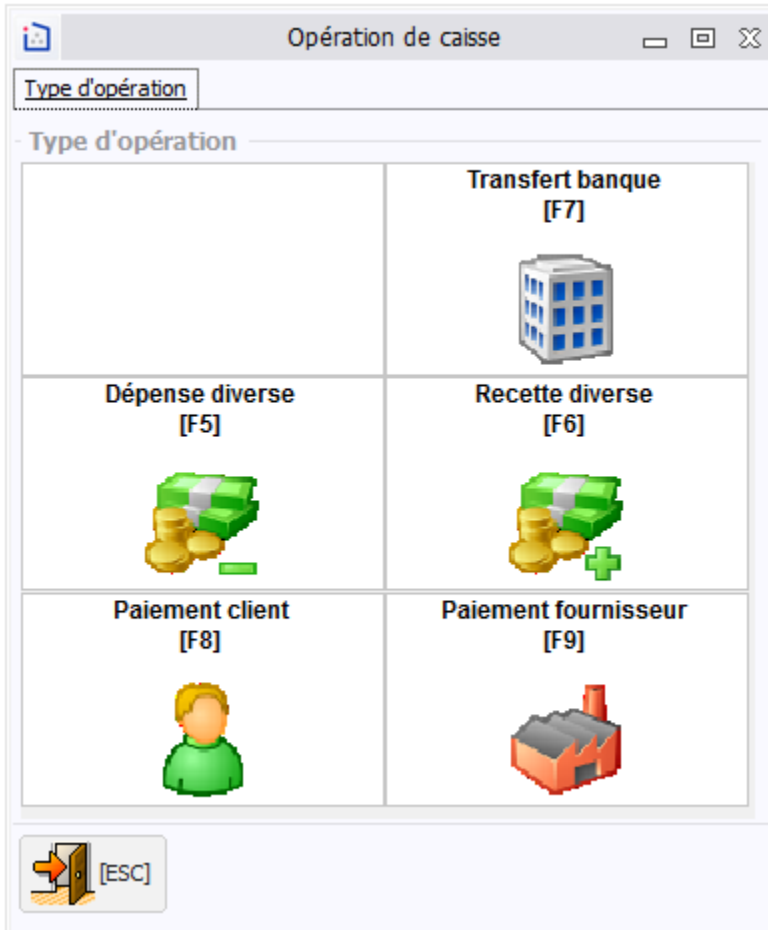 Opération de caisse
Type d'opération
Type d'opération
Transfert banque
[F7]
Dépense diverse
[F5]
Recette diverse
[F6]
Paiement client
[F8]
Paiement fournisseur
[F9]
[ESC]